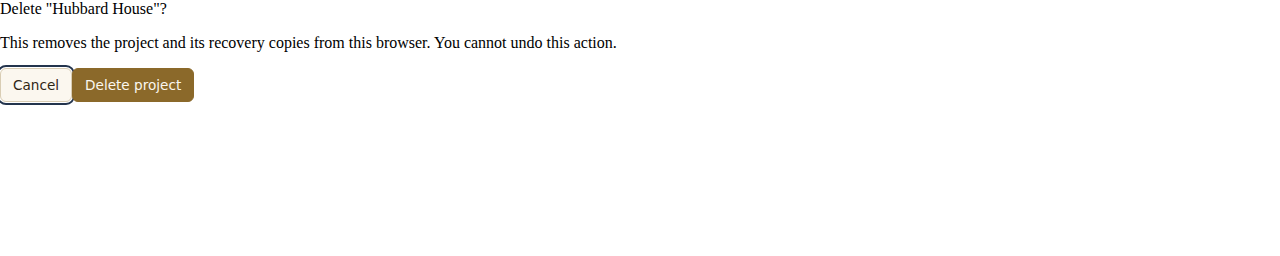 Delete "Hubbard House"?
This removes the project and its recovery copies from this browser. You cannot undo this action.
Cancel
Delete project